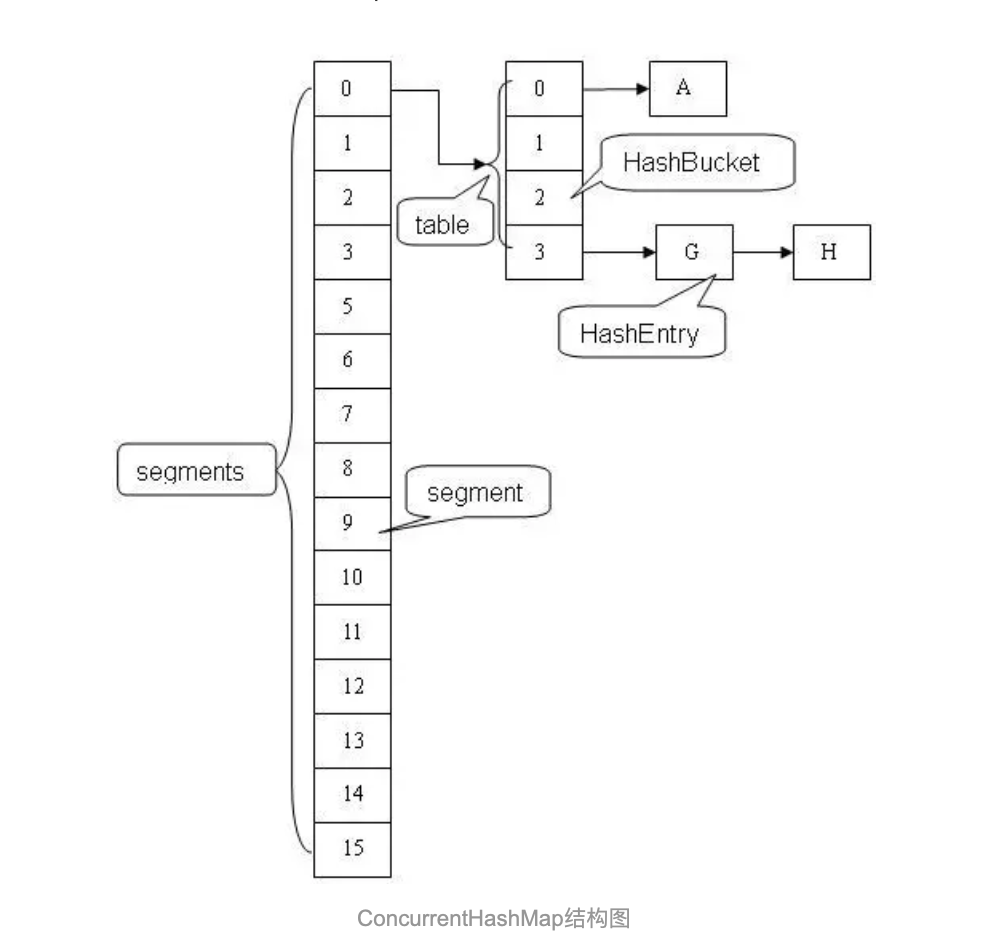 0
1
2
3
5
6
7
8
9
10
11
12
13
14
15
segments
segment
table
0
1
2
3
A
HashBucket
G
H
HashEntry
ConcurrentHashMap结构图